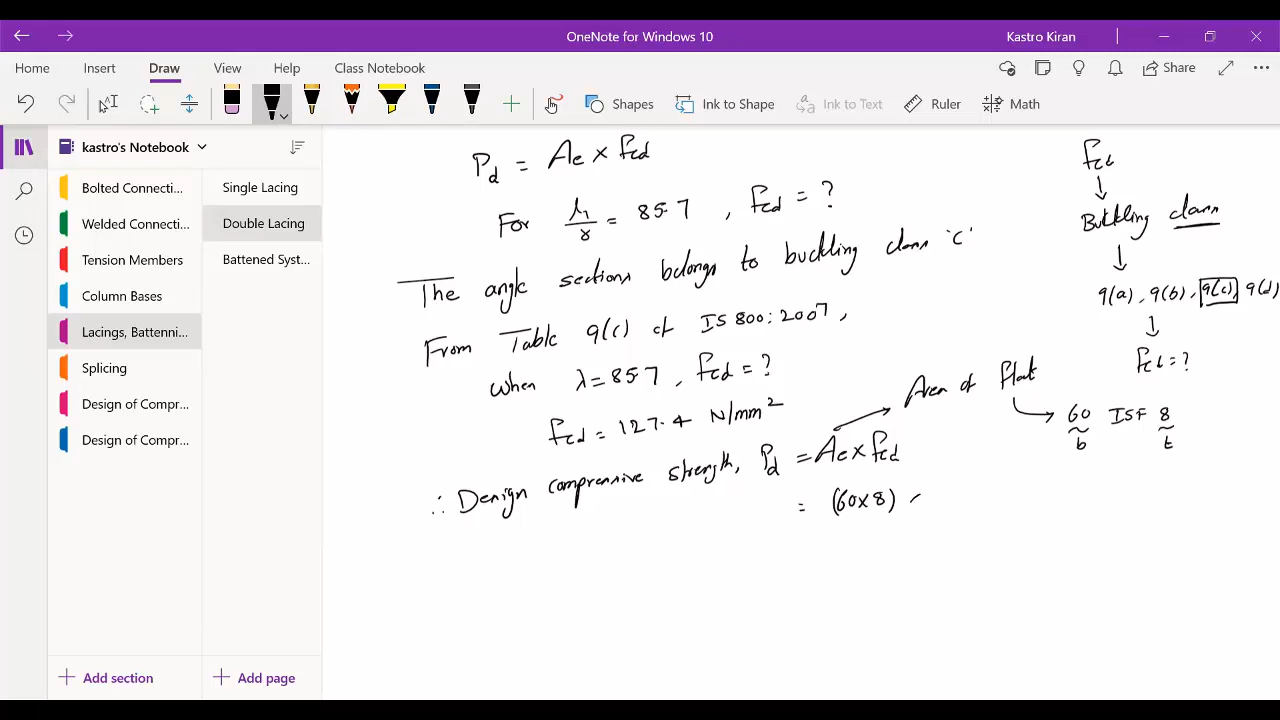 OneNote for Windows 10
Kastro Kiran
Home Insert Draw View Help Class Notebook
Share
Shapes Ink to Shape Ink to Text Ruler Math
kastro's Notebook
Bolted Connecti...
Welded Connecti...
Tension Members
Column Bases
Lacings, Battenni...
Splicing
Design of Compr...
Design of Compr...
Add section
Single Lacing
Double Lacing
Battened Syst...
Add page
Pd = Ae × fcd
For l1/r = 85.7 , fcd = ?
The angle sections belongs to buckling class 'c'
From Table 9(c) of IS 800:2007,
when λ = 85.7 , fcd = ?
fcd = 127.4 N/mm²
∴ Design compressive strength, Pd = Ae × fcd
= (60×8)
Area of flat
60 ISF 8
b t
fcd
↓
Buckling class
↓
9(a), 9(b), 9(c), 9(d)
↓
fcd = ?